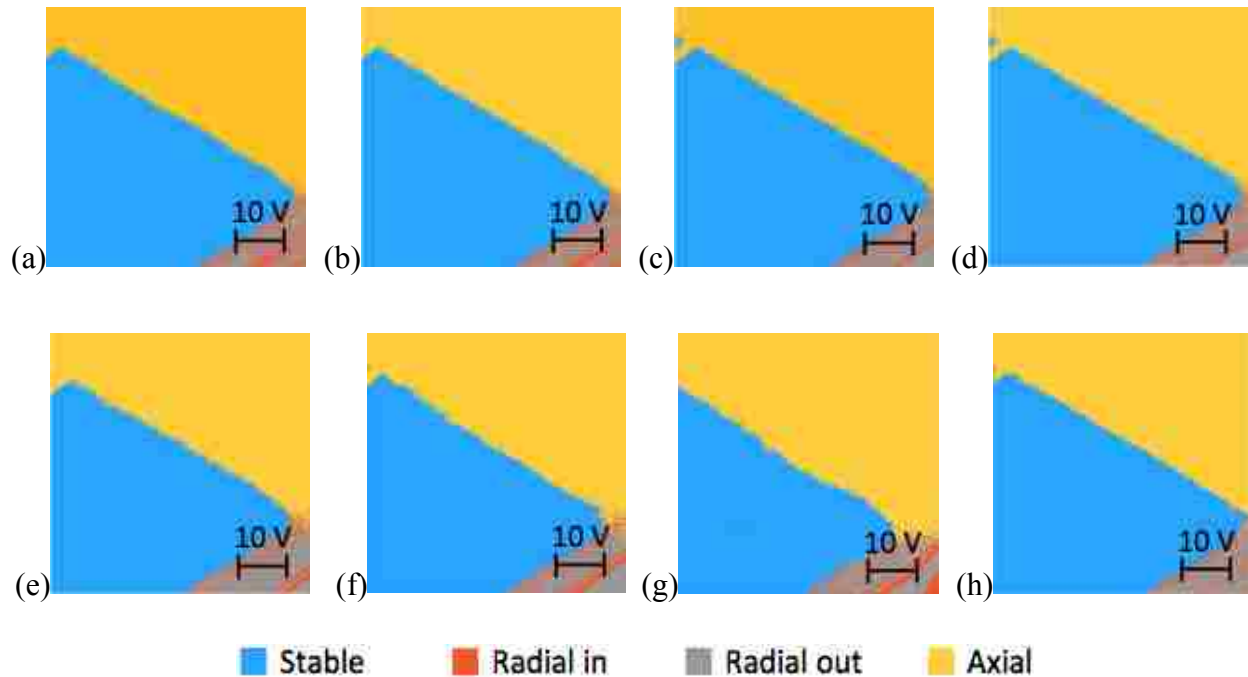 10 V 10 V 10 V 10 V
(a) (b) (c) (d)
10 V 10 V 10 V 10 V
(e) (f) (g) (h)
Stable Radial in Radial out Axial